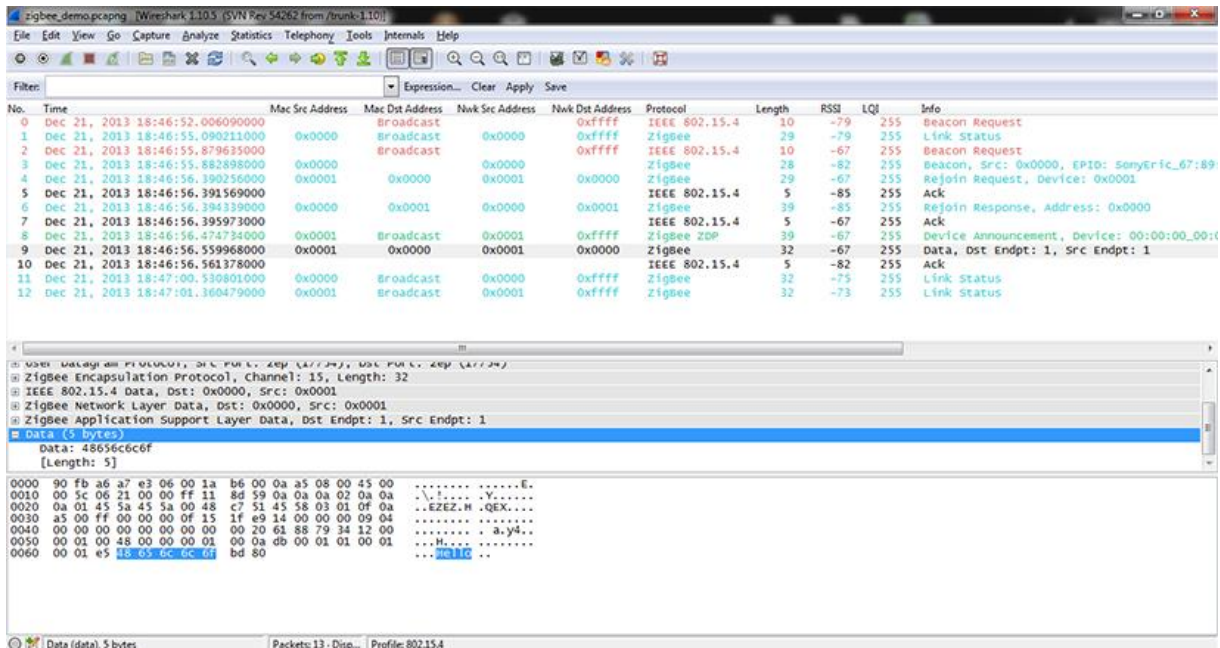 zigbee_demo.pcapng [Wireshark 1.10.5 (SVN Rev 54262 from /trunk-1.10)]
File Edit View Go Capture Analyze Statistics Telephony Tools Internals Help
Filter: Expression... Clear Apply Save
No. Time Mac Src Address Mac Dst Address Nwk Src Address Nwk Dst Address Protocol Length RSSI LQI Info
0 Dec 21, 2013 18:46:52.006090000 Broadcast 0xffff IEEE 802.15.4 10 -79 255 Beacon Request
1 Dec 21, 2013 18:46:55.090211000 0x0000 Broadcast 0x0000 0xffff ZigBee 29 -79 255 Link Status
2 Dec 21, 2013 18:46:55.879635000 Broadcast 0xffff IEEE 802.15.4 10 -67 255 Beacon Request
3 Dec 21, 2013 18:46:55.882898000 0x0000 0x0000 ZigBee 28 -82 255 Beacon, Src: 0x0000, EPID: SonyEric_67:89:
4 Dec 21, 2013 18:46:56.390256000 0x0001 0x0000 0x0001 0x0000 ZigBee 29 -67 255 Rejoin Request, Device: 0x0001
5 Dec 21, 2013 18:46:56.391569000 IEEE 802.15.4 5 -85 255 Ack
6 Dec 21, 2013 18:46:56.394339000 0x0000 0x0001 0x0000 0x0001 ZigBee 39 -85 255 Rejoin Response, Address: 0x0000
7 Dec 21, 2013 18:46:56.395973000 IEEE 802.15.4 5 -67 255 Ack
8 Dec 21, 2013 18:46:56.474734000 0x0001 Broadcast 0x0001 0xffff ZigBee ZDP 39 -67 255 Device Announcement, Device: 00:00:00_00:0
9 Dec 21, 2013 18:46:56.559968000 0x0001 0x0000 0x0001 0x0000 ZigBee 32 -67 255 Data, Dst Endpt: 1, Src Endpt: 1
10 Dec 21, 2013 18:46:56.561378000 IEEE 802.15.4 5 -82 255 Ack
11 Dec 21, 2013 18:47:00.530801000 0x0000 Broadcast 0x0000 0xffff ZigBee 32 -75 255 Link Status
12 Dec 21, 2013 18:47:01.360479000 0x0001 Broadcast 0x0001 0xffff ZigBee 32 -73 255 Link Status
User Datagram Protocol, Src Port: zep (17754), Dst Port: zep (17754)
ZigBee Encapsulation Protocol, Channel: 15, Length: 32
IEEE 802.15.4 Data, Dst: 0x0000, Src: 0x0001
ZigBee Network Layer Data, Dst: 0x0000, Src: 0x0001
ZigBee Application Support Layer Data, Dst Endpt: 1, Src Endpt: 1
Data (5 bytes)
Data: 48656c6c6f
[Length: 5]
0000 90 fb a6 a7 e3 06 00 1a b6 00 0a a5 08 00 45 00 ........ ......E.
0010 00 5c 06 21 00 00 ff 11 8d 59 0a 0a 0a 02 0a 0a .\.!.... .Y......
0020 0a 01 45 5a 45 5a 00 48 c7 51 45 58 03 01 0f 0a ..EZEZ.H .QEX....
0030 a5 00 ff 00 00 00 0f 15 1f e9 14 00 00 00 09 04 ........ ........
0040 00 00 00 00 00 00 00 00 00 20 61 88 79 34 12 00 ........ . a.y4..
0050 00 01 00 48 00 00 00 01 00 0a db 00 01 01 00 01 ...H.... ........
0060 00 01 e5 48 65 6c 6c 6f bd 80 ...Hello ..
Data (data), 5 bytes Packets: 13 · Disp... Profile: 802.15.4